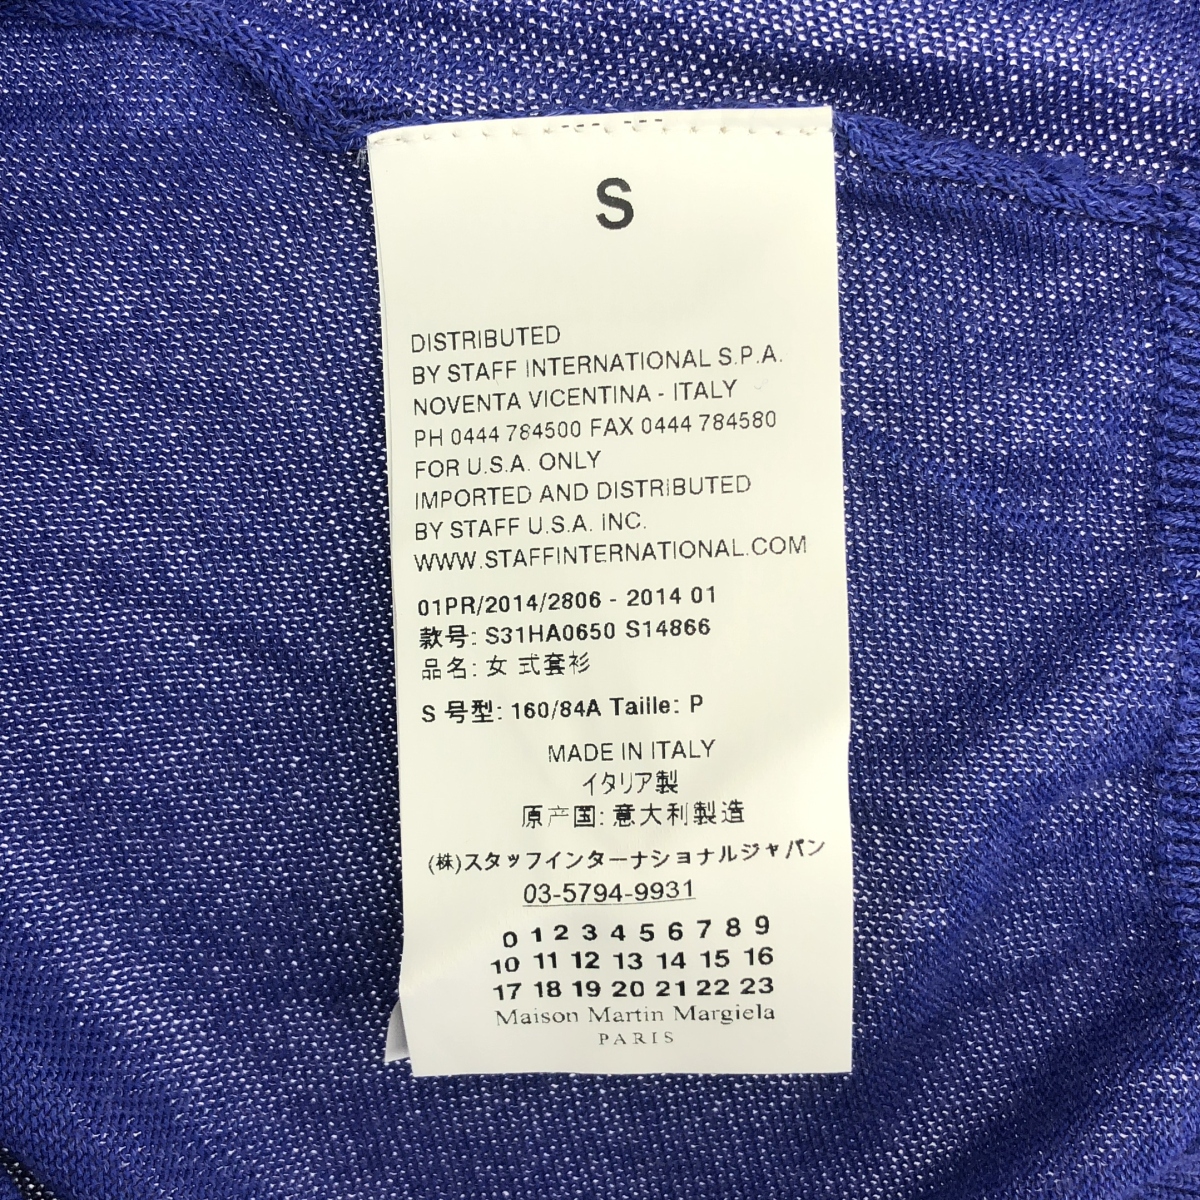 S
DISTRIBUTED
BY STAFF INTERNATIONAL S.P.A.
NOVENTA VICENTINA - ITALY
PH 0444 784500 FAX 0444 784580
FOR U.S.A. ONLY
IMPORTED AND DISTRIBUTED
BY STAFF U.S.A. INC.
WWW.STAFFINTERNATIONAL.COM
01PR/2014/2806 - 2014 01
款号: S31HA0650 S14866
品名: 女 式套衫
S 号型: 160/84A Taille: P
MADE IN ITALY
イタリア製
原产国: 意大利製造
(株)スタッフインターナショナルジャパン
03-5794-9931
0 1 2 3 4 5 6 7 8 9
10 11 12 13 14 15 16
17 18 19 20 21 22 23
Maison Martin Margiela
PARIS